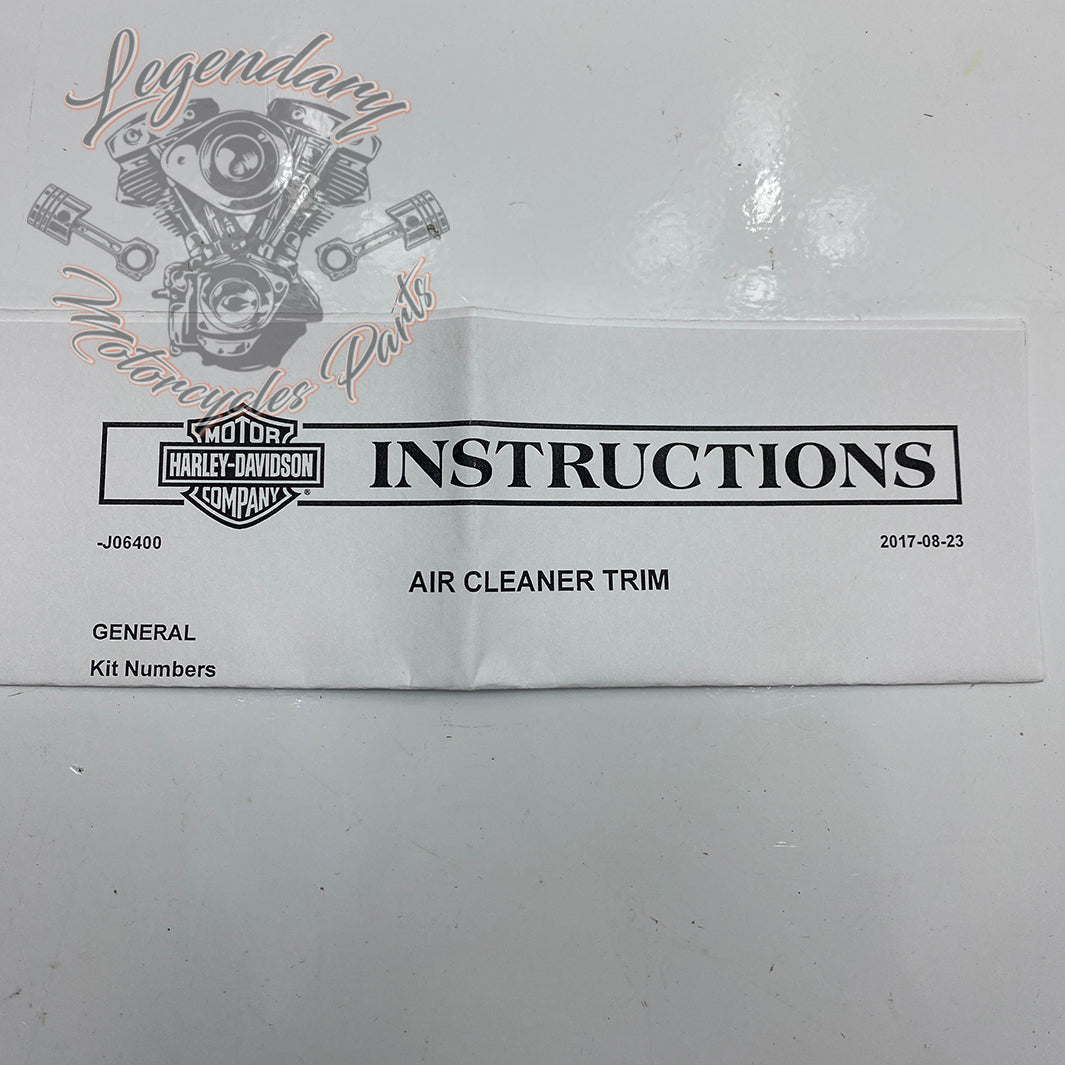 Legendary
Motorcycles Parts
MOTOR
HARLEY-DAVIDSON
COMPANY
®
INSTRUCTIONS
-J06400
2017-08-23
AIR CLEANER TRIM
GENERAL
Kit Numbers